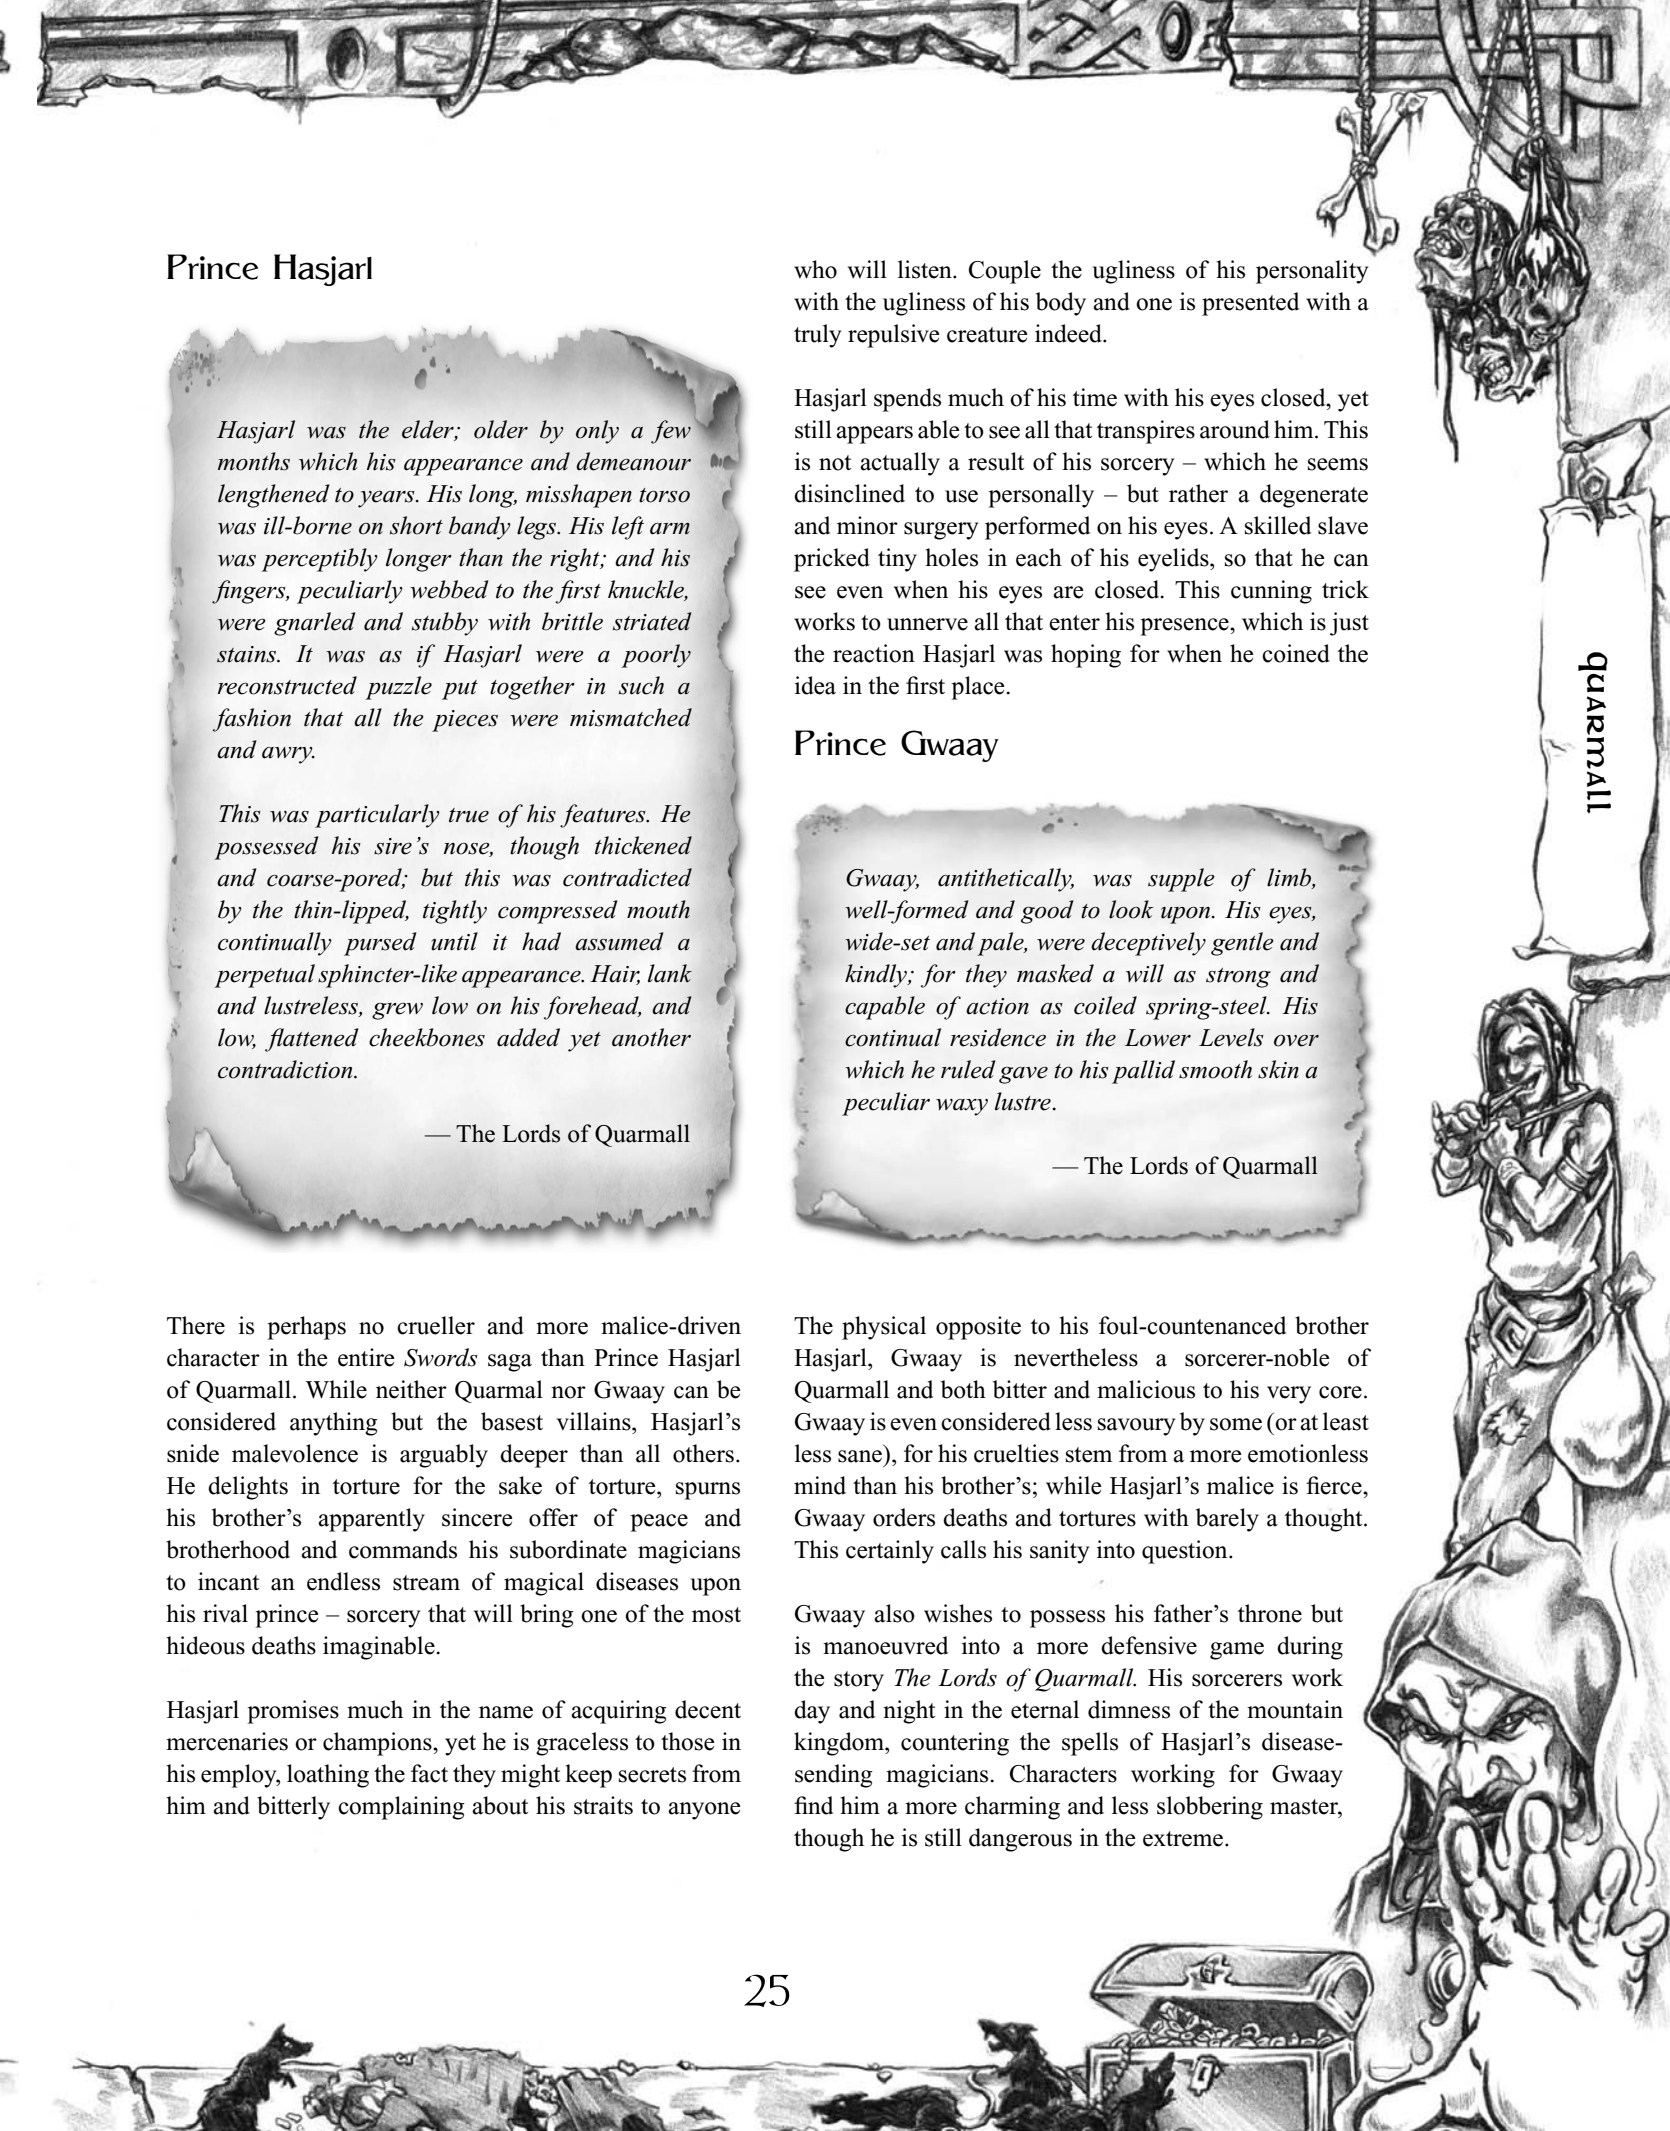 Prince Hasjarl
Hasjarl was the elder; older by only a few
months which his appearance and demeanour
lengthened to years. His long, misshapen torso
was ill-borne on short bandy legs. His left arm
was perceptibly longer than the right; and his
fingers, peculiarly webbed to the first knuckle,
were gnarled and stubby with brittle striated
stains. It was as if Hasjarl were a poorly
reconstructed puzzle put together in such a
fashion that all the pieces were mismatched
and awry.
This was particularly true of his features. He
possessed his sire's nose, though thickened
and coarse-pored; but this was contradicted
by the thin-lipped, tightly compressed mouth
continually pursed until it had assumed a
perpetual sphincter-like appearance. Hair, lank
and lustreless, grew low on his forehead, and
low, flattened cheekbones added yet another
contradiction.
— The Lords of Quarmall
There is perhaps no crueller and more malice-driven
character in the entire Swords saga than Prince Hasjarl
of Quarmall. While neither Quarmal nor Gwaay can be
considered anything but the basest villains, Hasjarl's
snide malevolence is arguably deeper than all others.
He delights in torture for the sake of torture, spurns
his brother's apparently sincere offer of peace and
brotherhood and commands his subordinate magicians
to incant an endless stream of magical diseases upon
his rival prince – sorcery that will bring one of the most
hideous deaths imaginable.
Hasjarl promises much in the name of acquiring decent
mercenaries or champions, yet he is graceless to those in
his employ, loathing the fact they might keep secrets from
him and bitterly complaining about his straits to anyone
who will listen. Couple the ugliness of his personality
with the ugliness of his body and one is presented with a
truly repulsive creature indeed.
Hasjarl spends much of his time with his eyes closed, yet
still appears able to see all that transpires around him. This
is not actually a result of his sorcery – which he seems
disinclined to use personally – but rather a degenerate
and minor surgery performed on his eyes. A skilled slave
pricked tiny holes in each of his eyelids, so that he can
see even when his eyes are closed. This cunning trick
works to unnerve all that enter his presence, which is just
the reaction Hasjarl was hoping for when he coined the
idea in the first place.
Prince Gwaay
Gwaay, antithetically, was supple of limb,
well-formed and good to look upon. His eyes,
wide-set and pale, were deceptively gentle and
kindly; for they masked a will as strong and
capable of action as coiled spring-steel. His
continual residence in the Lower Levels over
which he ruled gave to his pallid smooth skin a
peculiar waxy lustre.
— The Lords of Quarmall
The physical opposite to his foul-countenanced brother
Hasjarl, Gwaay is nevertheless a sorcerer-noble of
Quarmall and both bitter and malicious to his very core.
Gwaay is even considered less savoury by some (or at least
less sane), for his cruelties stem from a more emotionless
mind than his brother's; while Hasjarl's malice is fierce,
Gwaay orders deaths and tortures with barely a thought.
This certainly calls his sanity into question.
Gwaay also wishes to possess his father's throne but
is manoeuvred into a more defensive game during
the story The Lords of Quarmall. His sorcerers work
day and night in the eternal dimness of the mountain
kingdom, countering the spells of Hasjarl's disease-
sending magicians. Characters working for Gwaay
find him a more charming and less slobbering master,
though he is still dangerous in the extreme.
quarmall
25